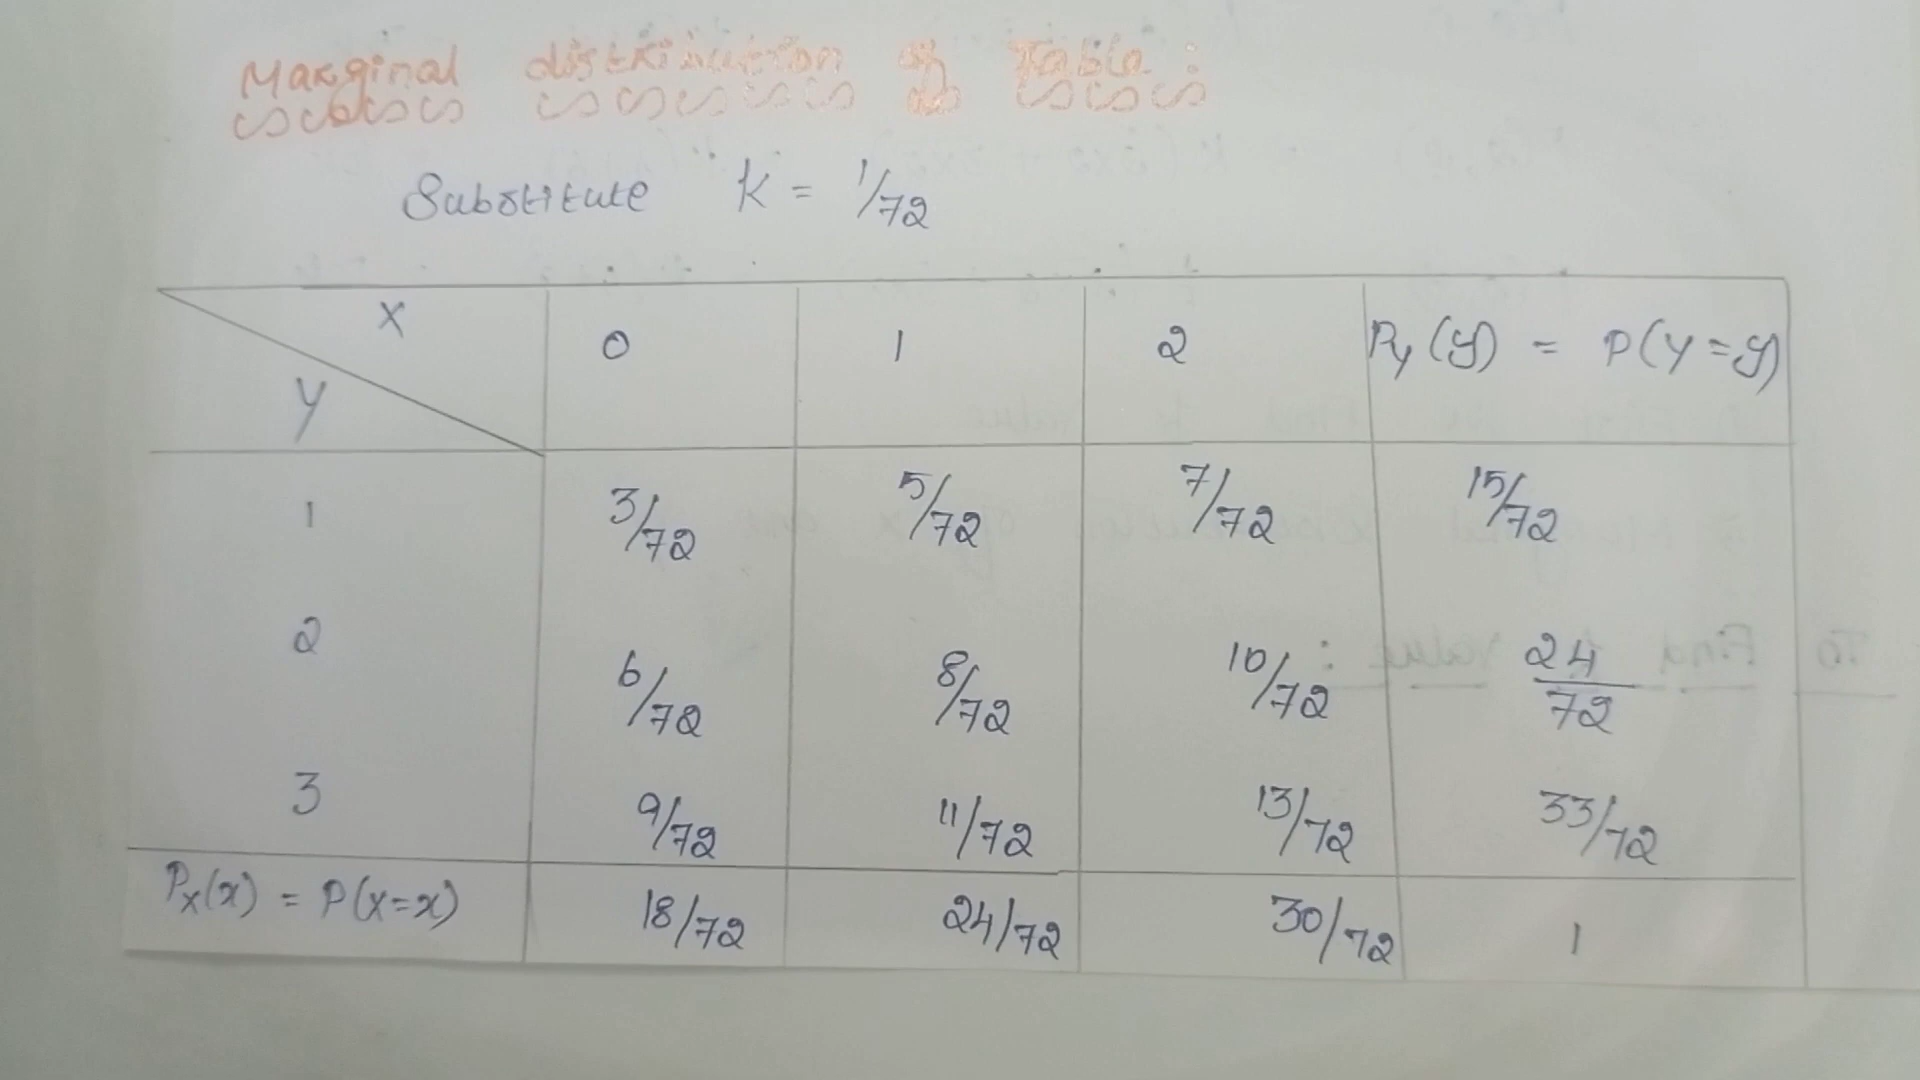 Marginal distribution of Table :
Substitute K = 1/72
X 0 1 2 Py (y) = P(Y=y)
Y
1 3/72 5/72 7/72 15/72
2 6/72 8/72 10/72 24/72
3 9/72 11/72 13/72 33/72
Px(x) = P(X=x) 18/72 24/72 30/72 1